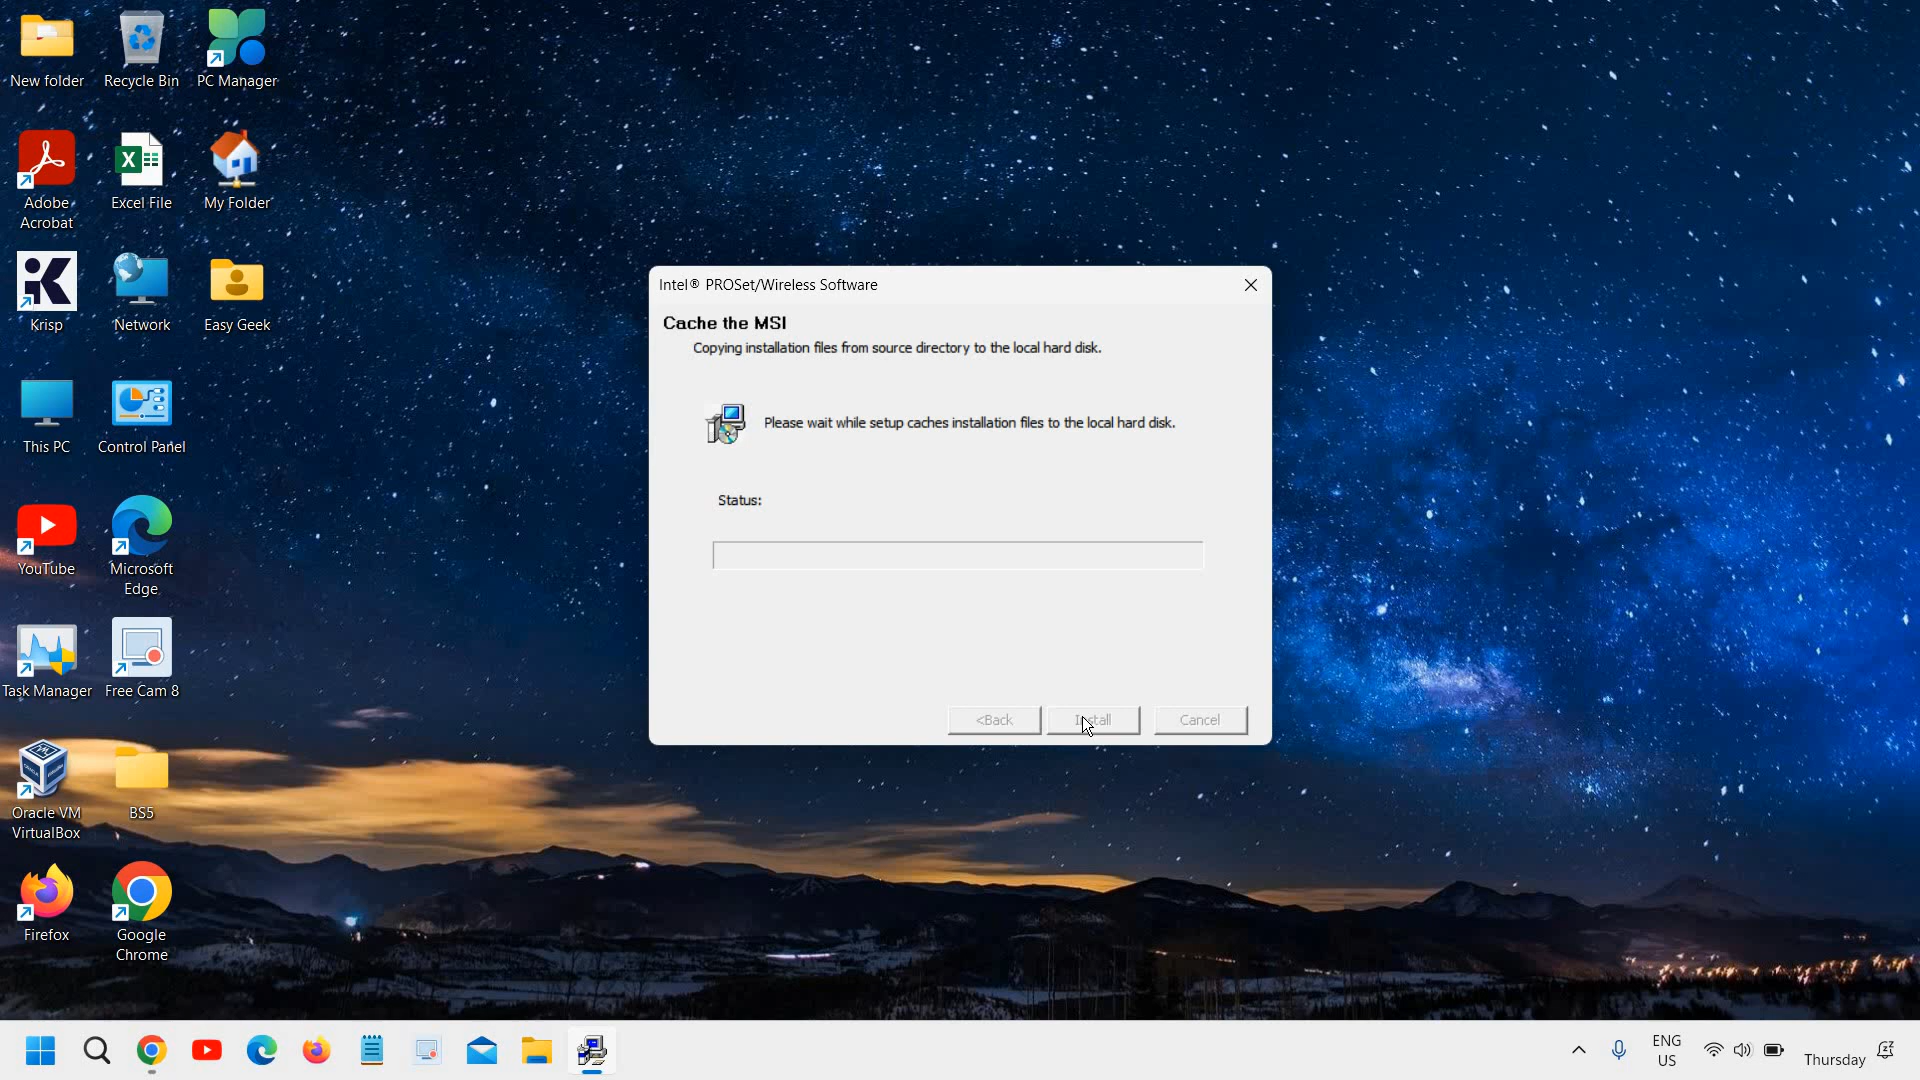 New folder
Recycle Bin
PC Manager
Adobe
Acrobat
Excel File
My Folder
Krisp
Network
Easy Geek
This PC
Control Panel
YouTube
Microsoft
Edge
Task Manager
Free Cam 8
Oracle VM
VirtualBox
BS5
Firefox
Google
Chrome
Intel® PROSet/Wireless Software
Cache the MSI
Copying installation files from source directory to the local hard disk.
Please wait while setup caches installation files to the local hard disk.
Status:
<Back
Install
Cancel
ENG
US
Thursday